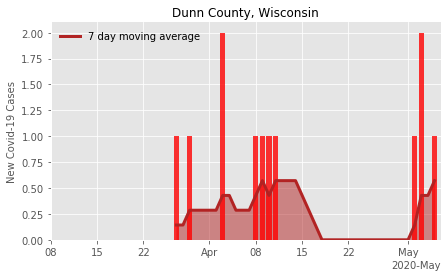 Dunn County, Wisconsin
7 day moving average
New Covid-19 Cases
2.00
1.75
1.50
1.25
1.00
0.75
0.50
0.25
0.00
08
15
22
Apr
08
15
22
May
2020-May